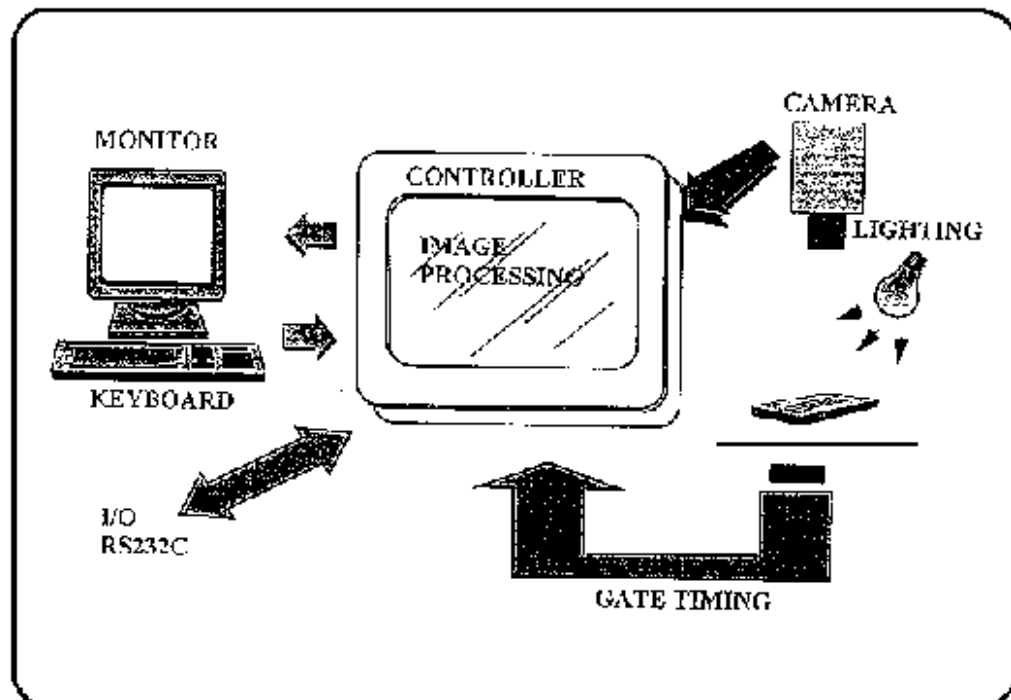 CAMERA
MONITOR
CONTROLLER
LIGHTING
IMAGE
PROCESSING
KEYBOARD
I/O
RS232C
GATE TIMING